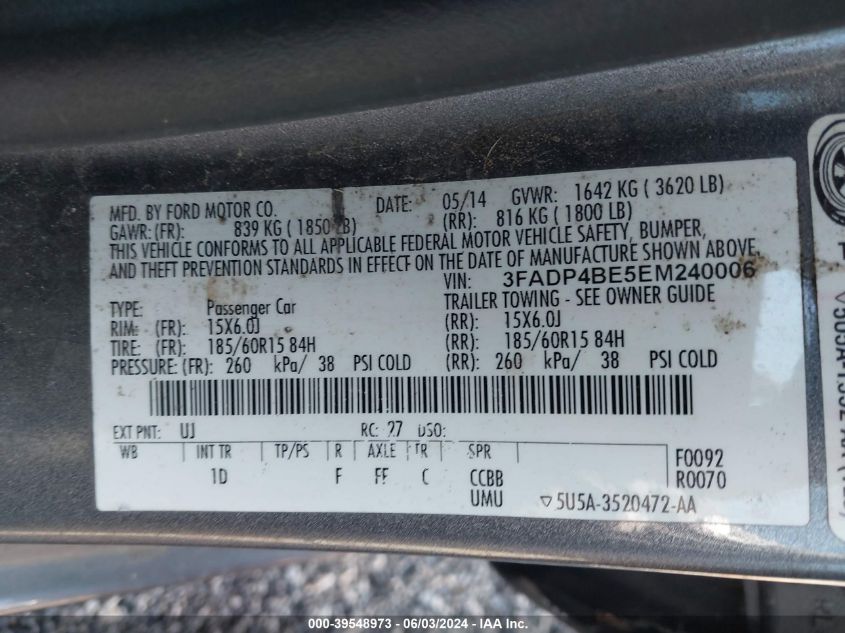 MFD. BY FORD MOTOR CO. DATE: 05/14 GVWR: 1642 KG ( 3620 LB)
GAWR: (FR): 839 KG ( 1850 LB) (RR): 816 KG ( 1800 LB)
THIS VEHICLE CONFORMS TO ALL APPLICABLE FEDERAL MOTOR VEHICLE SAFETY, BUMPER,
AND THEFT PREVENTION STANDARDS IN EFFECT ON THE DATE OF MANUFACTURE SHOWN ABOVE.
VIN: 3FADP4BE5EM240006
TYPE: Passenger Car TRAILER TOWING - SEE OWNER GUIDE
RIM: (FR): 15X6.0J (RR): 15X6.0J
TIRE: (FR): 185/60R15 84H (RR): 185/60R15 84H
PRESSURE: (FR): 260 kPa/ 38 PSI COLD (RR): 260 kPa/ 38 PSI COLD
EXT PNT: UJ RC: 27 DSO:
WB INT TR TP/PS R AXLE TR SPR F0092
1D F FF C CCBB R0070
UMU ▽5U5A-3520472-AA
000-39548973 - 06/03/2024 - IAA Inc.